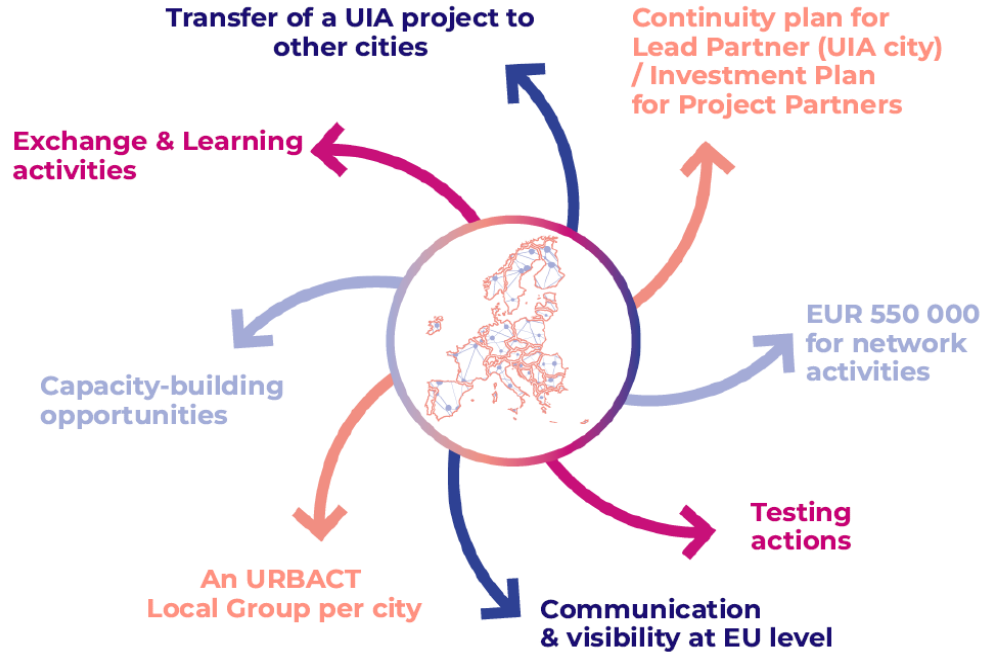 Transfer of a UIA project to
other cities
Continuity plan for
Lead Partner (UIA city)
/ Investment Plan
for Project Partners
Exchange & Learning
activities
EUR 550 000
for network
activities
Capacity-building
opportunities
Testing
actions
An URBACT
Local Group per city
Communication
& visibility at EU level